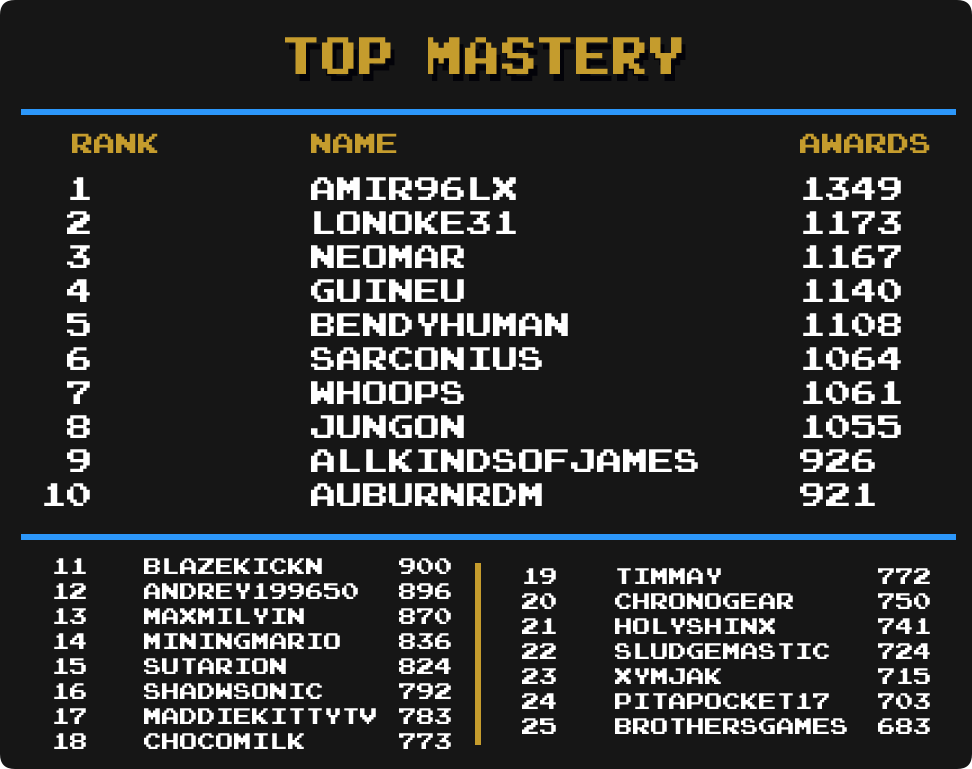 TOP MASTERY
RANK NAME AWARDS
1 AMIR96LX 1349
2 LONOKE31 1173
3 NEOMAR 1167
4 GUINEU 1140
5 BENDYHUMAN 1108
6 SARCONIUS 1064
7 WHOOPS 1061
8 JUNGON 1055
9 ALLKINDSOFJAMES 926
10 AUBURNRDM 921
11 BLAZEKICKN 900
12 ANDREY199650 896
13 MAXMILYIN 870
14 MININGMARIO 836
15 SUTARION 824
16 SHADWSONIC 792
17 MADDIEKITTYTV 783
18 CHOCOMILK 773
19 TIMMAY 772
20 CHRONOGEAR 750
21 HOLYSHINX 741
22 SLUDGEMASTIC 724
23 XYMJAK 715
24 PITAPOCKET17 703
25 BROTHERSGAMES 683